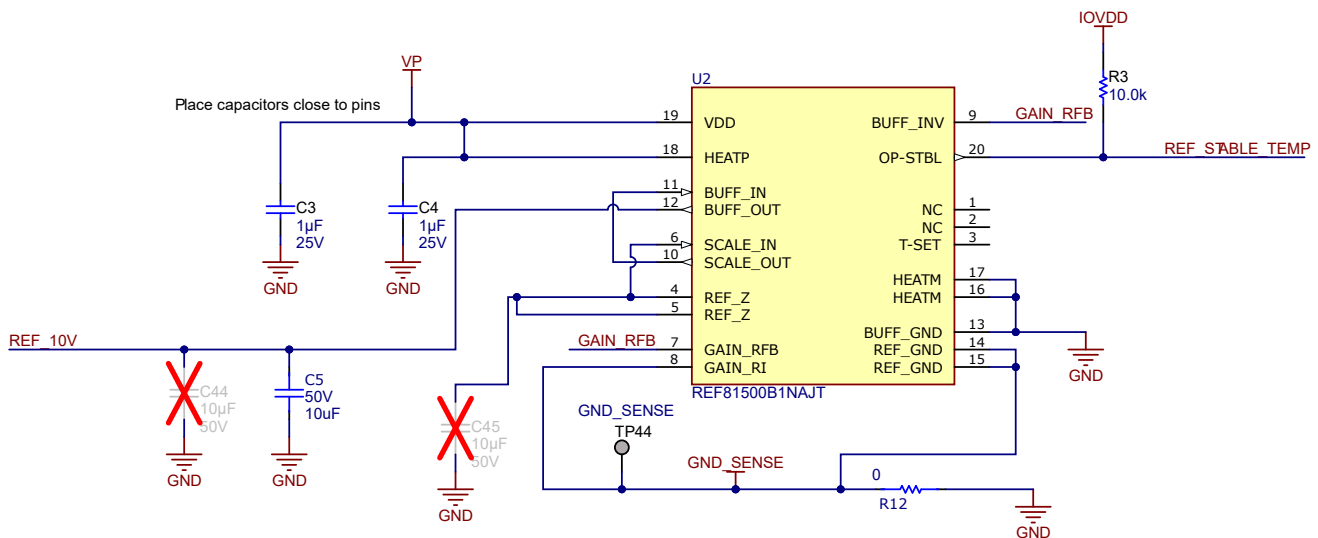 IOVDD
VP
U2
R3
10.0k
Place capacitors close to pins
19
VDD
BUFF_INV
9
GAIN_RFB
18
HEATP
OP-STBL
20
REF_STABLE_TEMP
11
BUFF_IN
12
BUFF_OUT
NC
1
C3
1µF
25V
C4
1µF
25V
NC
2
6
SCALE_IN
T-SET
3
10
SCALE_OUT
GND
GND
HEATM
17
4
REF_Z
HEATM
16
5
REF_Z
BUFF_GND
13
REF_10V
GAIN_RFB
7
GAIN_RFB
REF_GND
14
8
GAIN_RI
REF_GND
15
GND
REF81500B1NAJT
C44
10µF
50V
C5
50V
10uF
GND_SENSE
TP44
C45
10µF
50V
GND
GND
GND_SENSE
0
R12
GND
GND